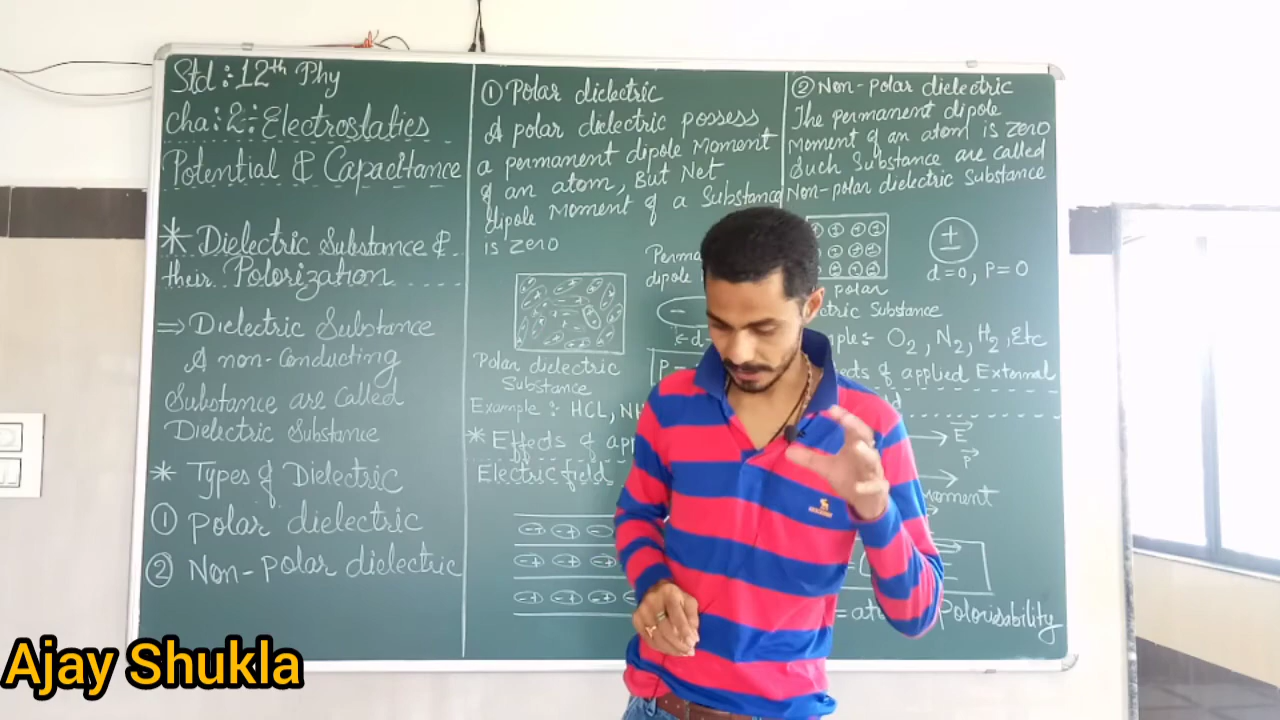 Std :- 12th Phy
cha: 2 :- Electrostatics
Potential & Capacitance
* Dielectric Substance &
their Polorization
⇒ Dielectric Substance
A non-conducting
Substance are Called
Dielectric Substance
* Types of Dielectric
① polar dielectric
② Non-polar dielectric
① Polar dielectric
A polar dielectric possess
a permanent dipole Moment
of an atom, But Net
dipole Moment of a Substance
is zero
Polar dielectric
Substance
Example :- HCL, NH
* Effects of app
Electric field
Perma
dipole
-
d
P =
② Non-polar dielectric
The permanent dipole
Moment of an atom is zero
Such Substance are called
Non-polar dielectric Substance
±
d=0, P=0
polar
ctric Substance
mple :- O2, N2, H2, Etc
ects of applied External
E
P
moment
= ato Polorisability
Ajay Shukla